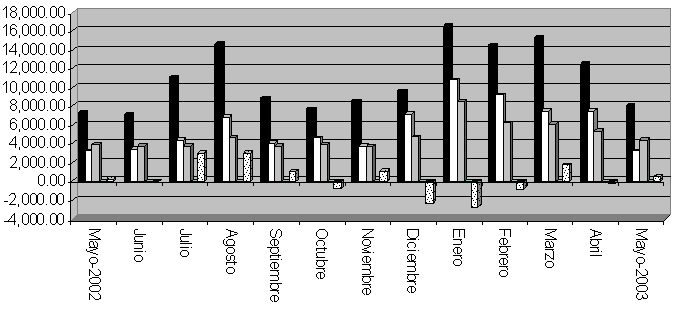 18,000.00
16,000.00
14,000.00
12,000.00
10,000.00
8,000.00
6,000.00
4,000.00
2,000.00
0.00
-2,000.00
-4,000.00
Mayo-2002
Junio
Julio
Agosto
Septiembre
Octubre
Noviembre
Diciembre
Enero
Febrero
Marzo
Abril
Mayo-2003